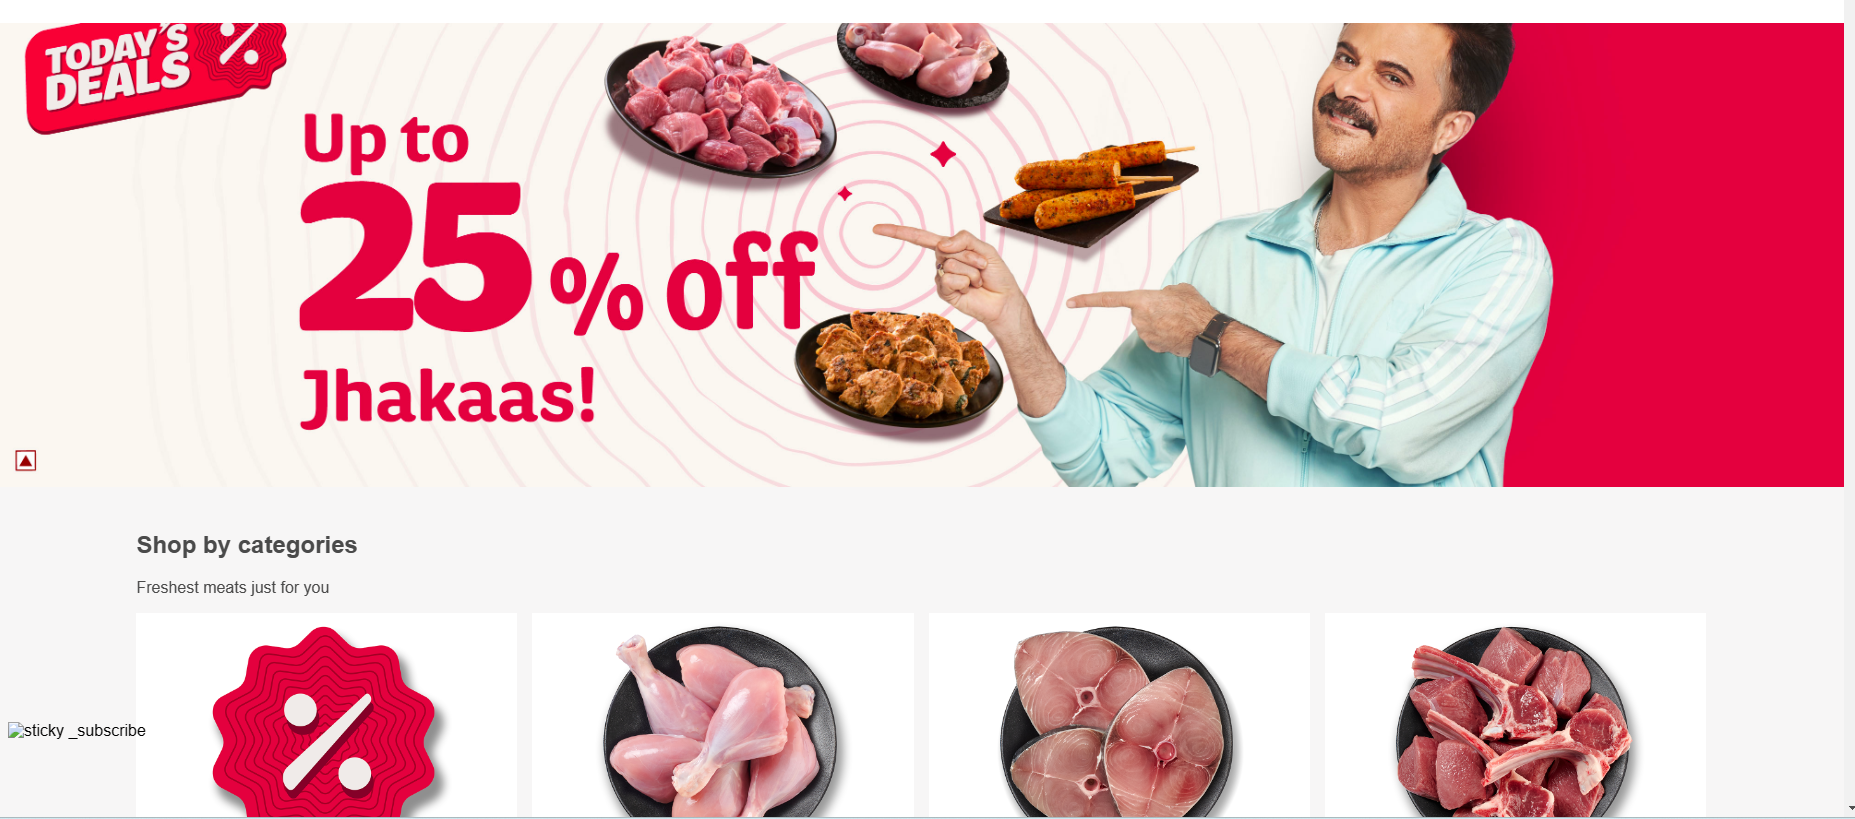 TODAY'S
DEALS
Up to
25% off
Jhakaas!
Shop by categories
Freshest meats just for you
sticky _subscribe